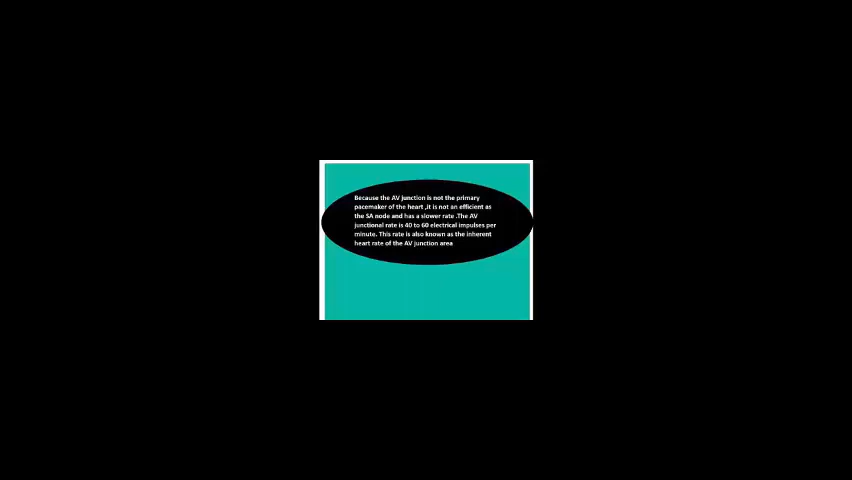 Because the AV junction is not the primary
pacemaker of the heart ,it is not an efficient as
the SA node and has a slower rate .The AV
junctional rate is 40 to 60 electrical impulses per
minute. This rate is also known as the inherent
heart rate of the AV junction area